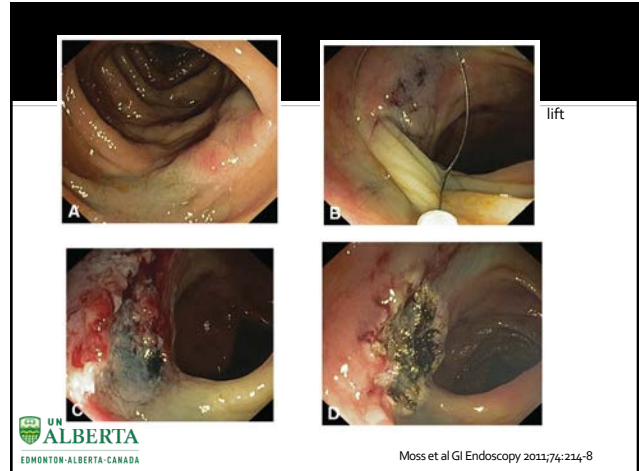 lift
A
B
C
D
UN
ALBERTA
EDMONTON·ALBERTA·CANADA
Moss et al GI Endoscopy 2011;74:214-8